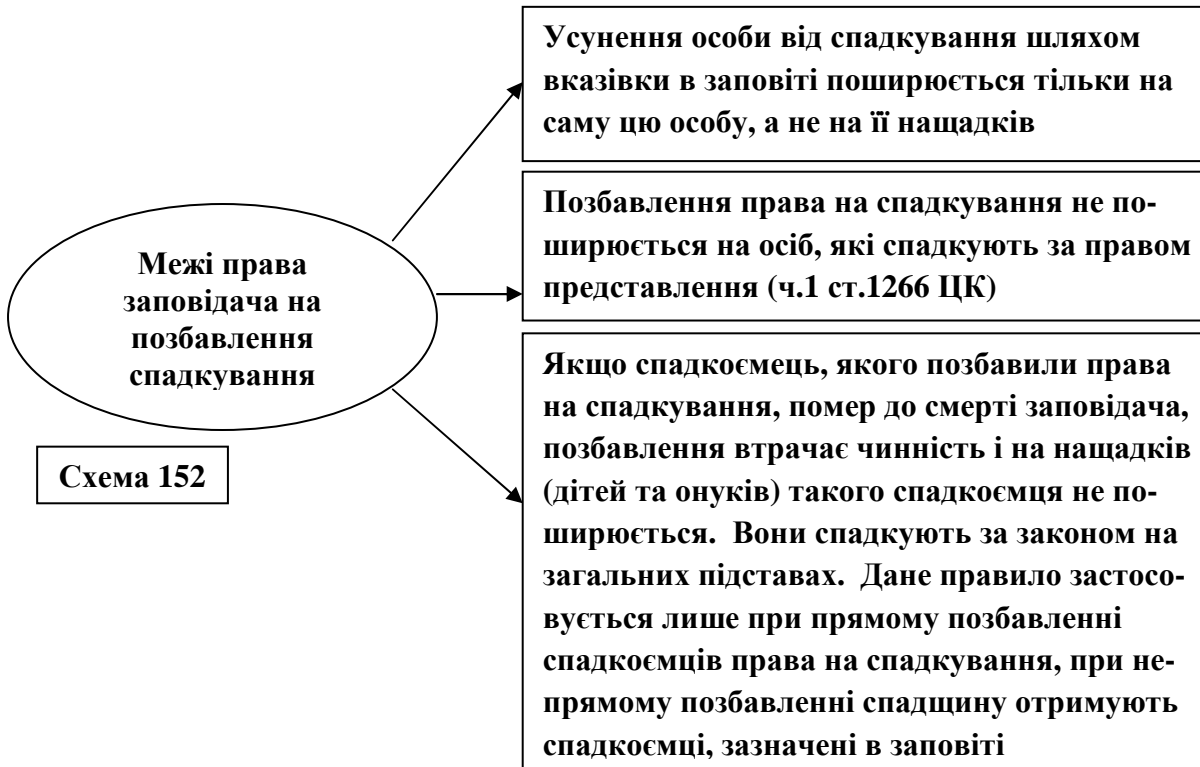 Межі права
заповідача на
позбавлення
спадкування
Схема 152
Усунення особи від спадкування шляхом
вказівки в заповіті поширюється тільки на
саму цю особу, а не на її нащадків
Позбавлення права на спадкування не по-
ширюється на осіб, які спадкують за правом
представлення (ч.1 ст.1266 ЦК)
Якщо спадкоємець, якого позбавили права
на спадкування, помер до смерті заповідача,
позбавлення втрачає чинність і на нащадків
(дітей та онуків) такого спадкоємця не по-
ширюється. Вони спадкують за законом на
загальних підставах. Дане правило застосо-
вується лише при прямому позбавленні
спадкоємців права на спадкування, при не-
прямому позбавленні спадщину отримують
спадкоємці, зазначені в заповіті